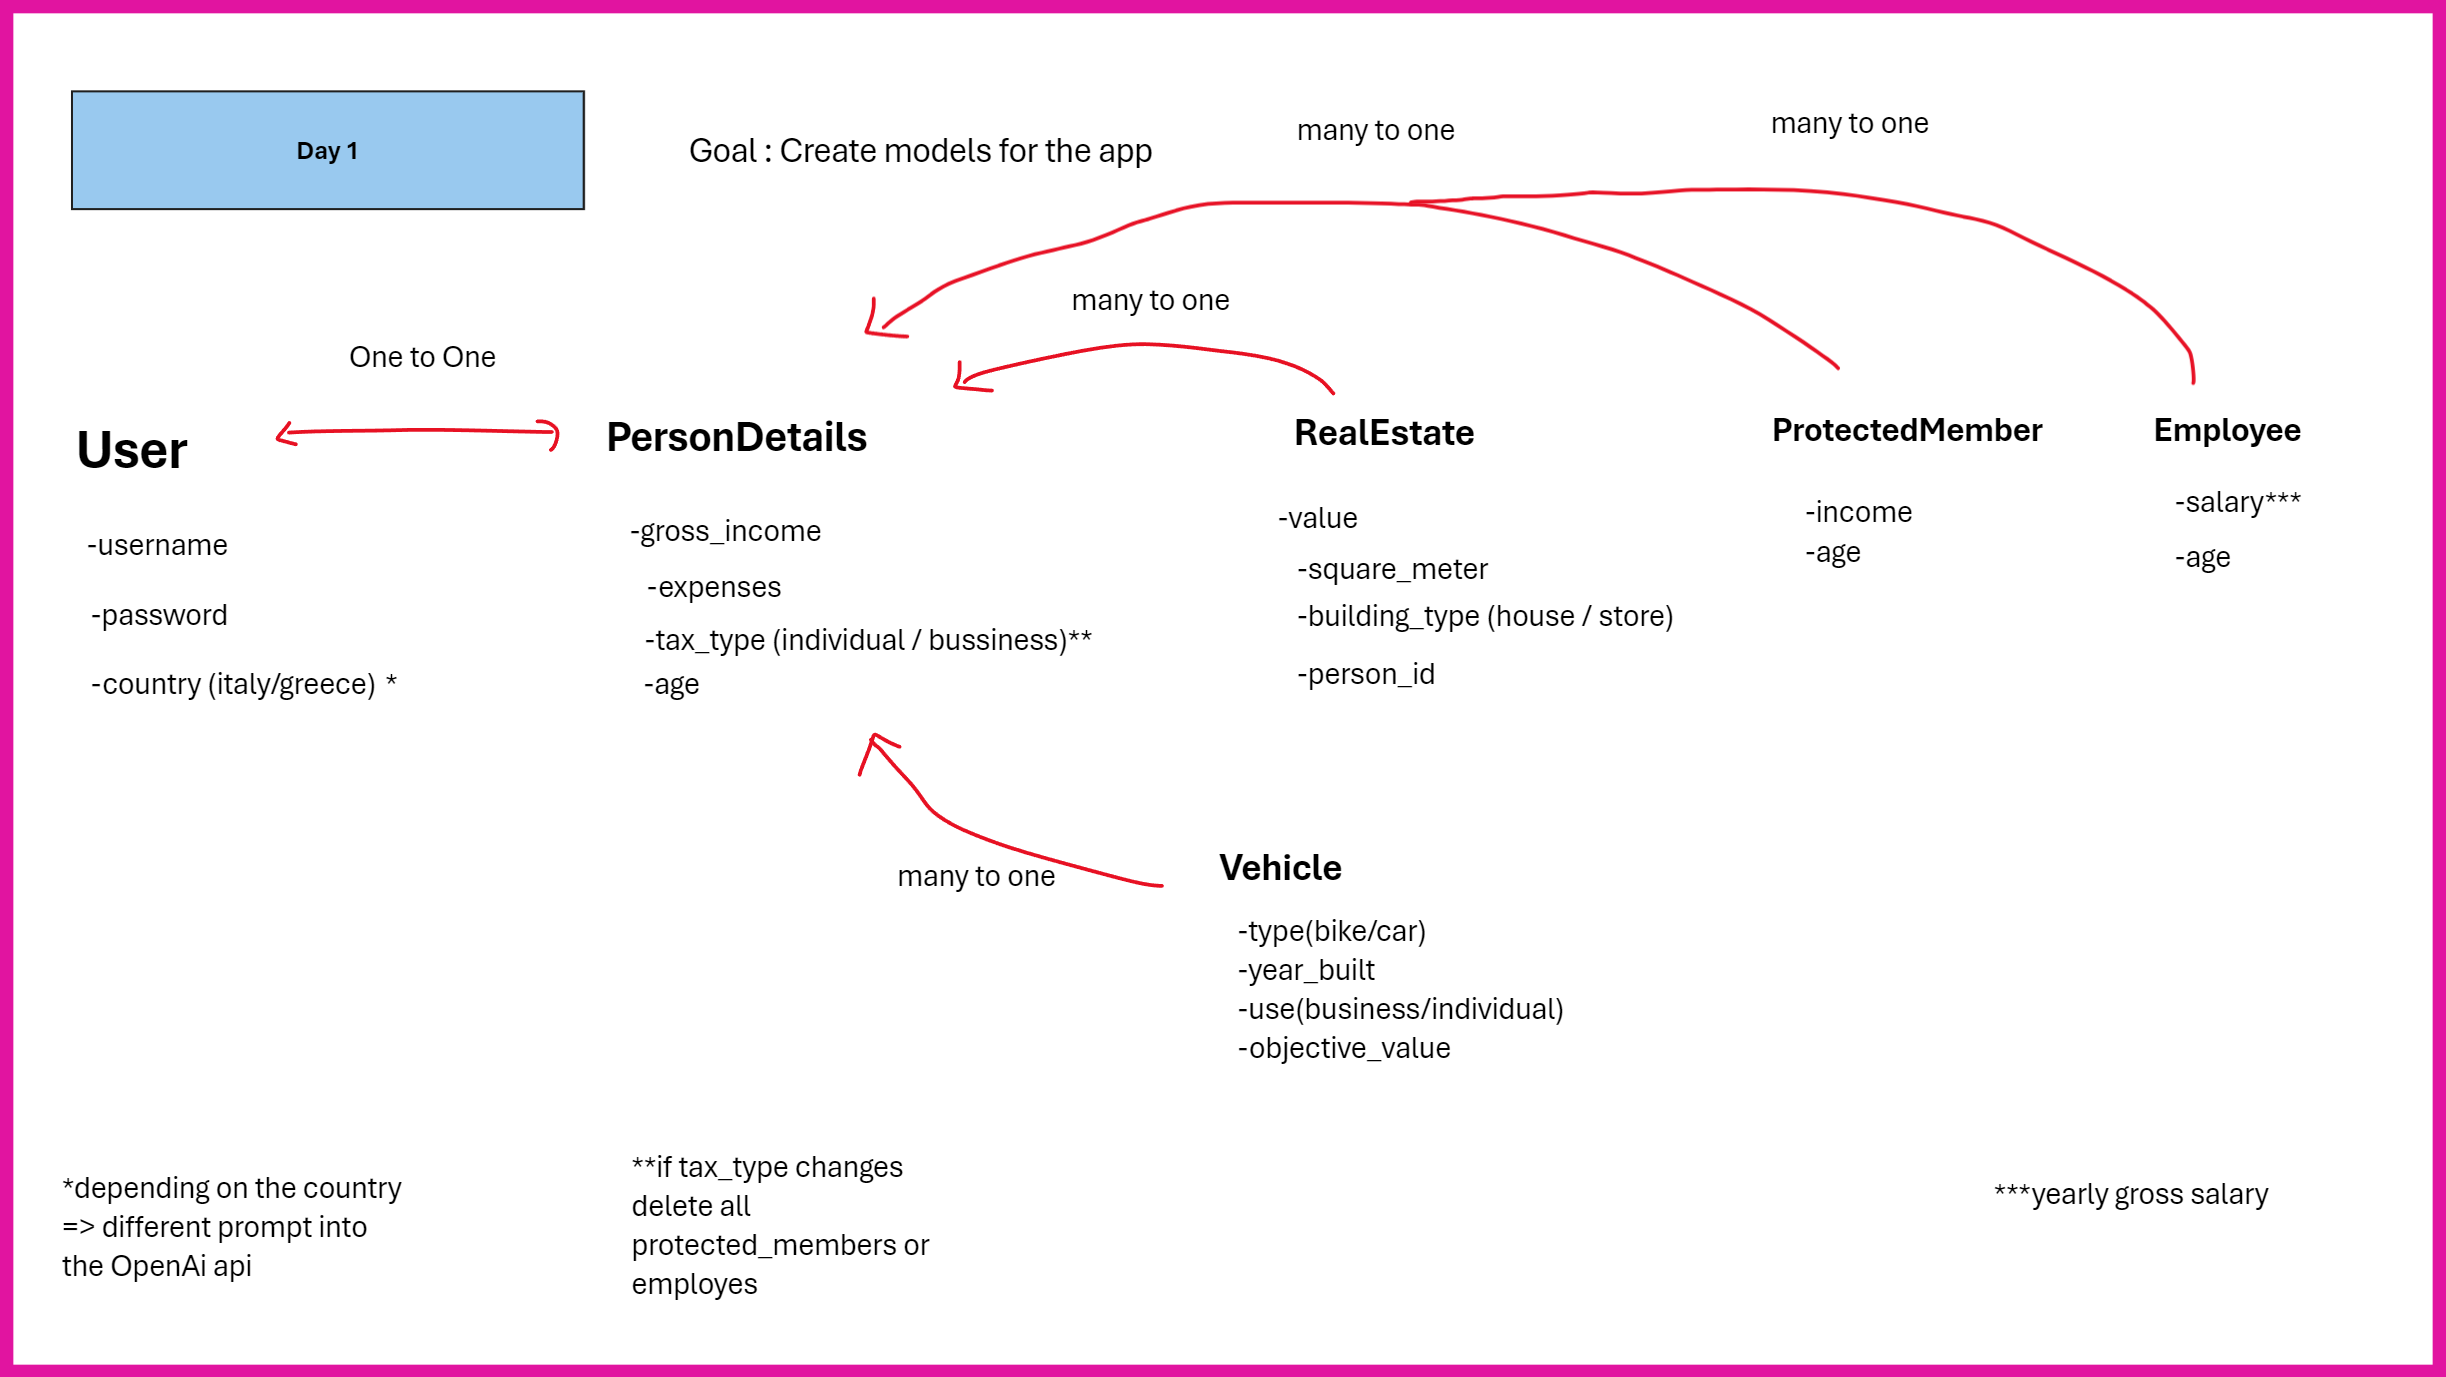 Day 1
Goal : Create models for the app
many to one
many to one
many to one
One to One
User
-username
-password
-country (italy/greece) *
PersonDetails
-gross_income
-expenses
-tax_type (individual / bussiness)**
-age
RealEstate
-value
-square_meter
-building_type (house / store)
-person_id
ProtectedMember
-income
-age
Employee
-salary***
-age
many to one
Vehicle
-type(bike/car)
-year_built
-use(business/individual)
-objective_value
*depending on the country
=> different prompt into
the OpenAi api
**if tax_type changes
delete all
protected_members or
employes
***yearly gross salary